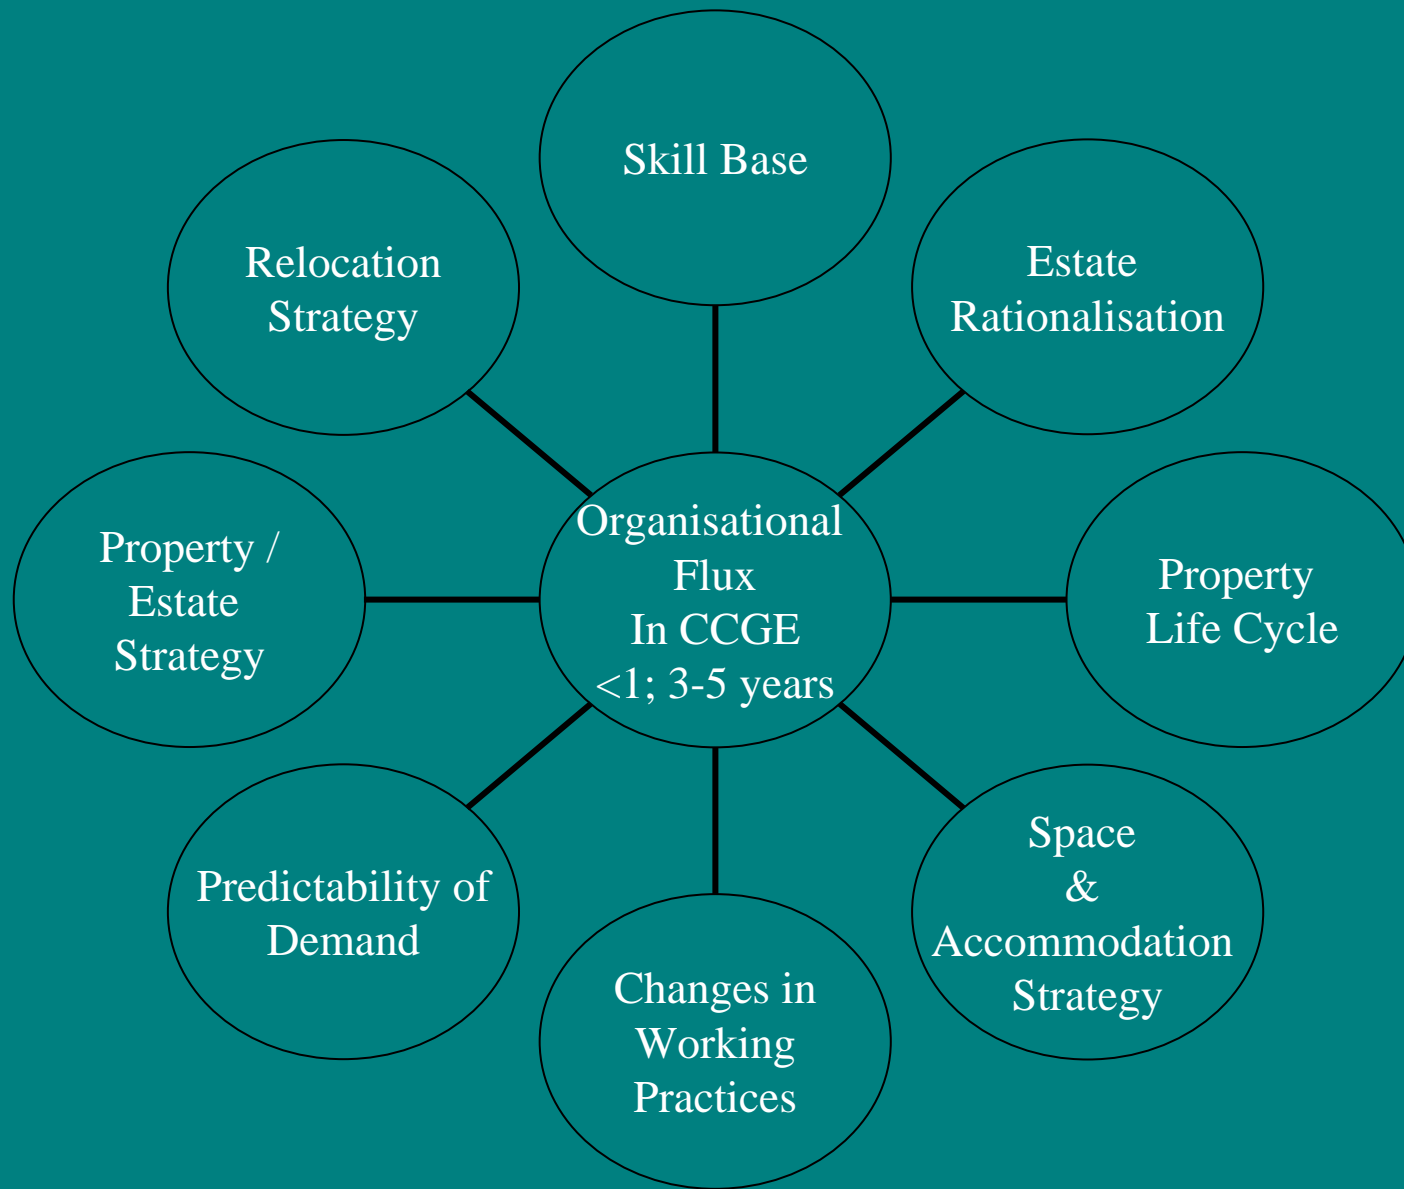 Skill Base
Relocation
Strategy
Estate
Rationalisation
Property /
Estate
Strategy
Organisational
Flux
In CCGE
<1; 3-5 years
Property
Life Cycle
Predictability of
Demand
Space
&
Accommodation
Strategy
Changes in
Working
Practices